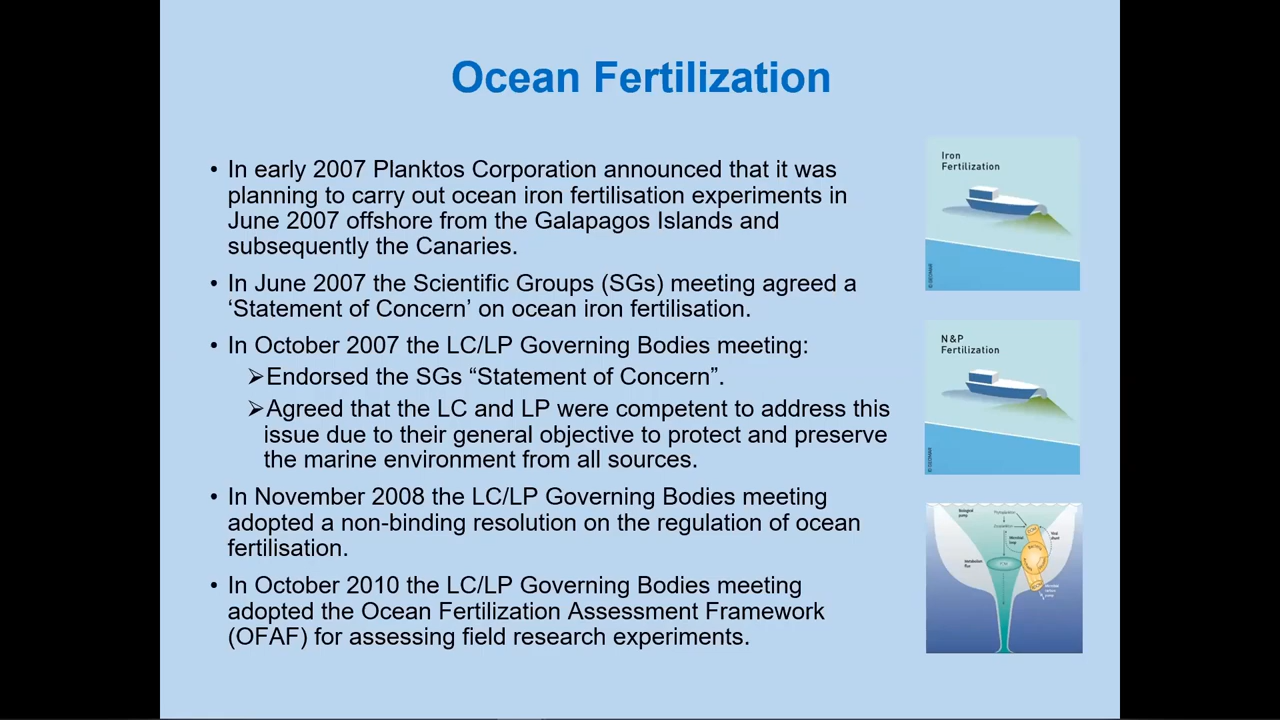 Ocean Fertilization
• In early 2007 Planktos Corporation announced that it was
planning to carry out ocean iron fertilisation experiments in
June 2007 offshore from the Galapagos Islands and
subsequently the Canaries.
• In June 2007 the Scientific Groups (SGs) meeting agreed a
‘Statement of Concern’ on ocean iron fertilisation.
• In October 2007 the LC/LP Governing Bodies meeting:
➢Endorsed the SGs “Statement of Concern”.
➢Agreed that the LC and LP were competent to address this
issue due to their general objective to protect and preserve
the marine environment from all sources.
• In November 2008 the LC/LP Governing Bodies meeting
adopted a non-binding resolution on the regulation of ocean
fertilisation.
• In October 2010 the LC/LP Governing Bodies meeting
adopted the Ocean Fertilization Assessment Framework
(OFAF) for assessing field research experiments.
Iron
Fertilization
N&P
Fertilization
Biological
pump